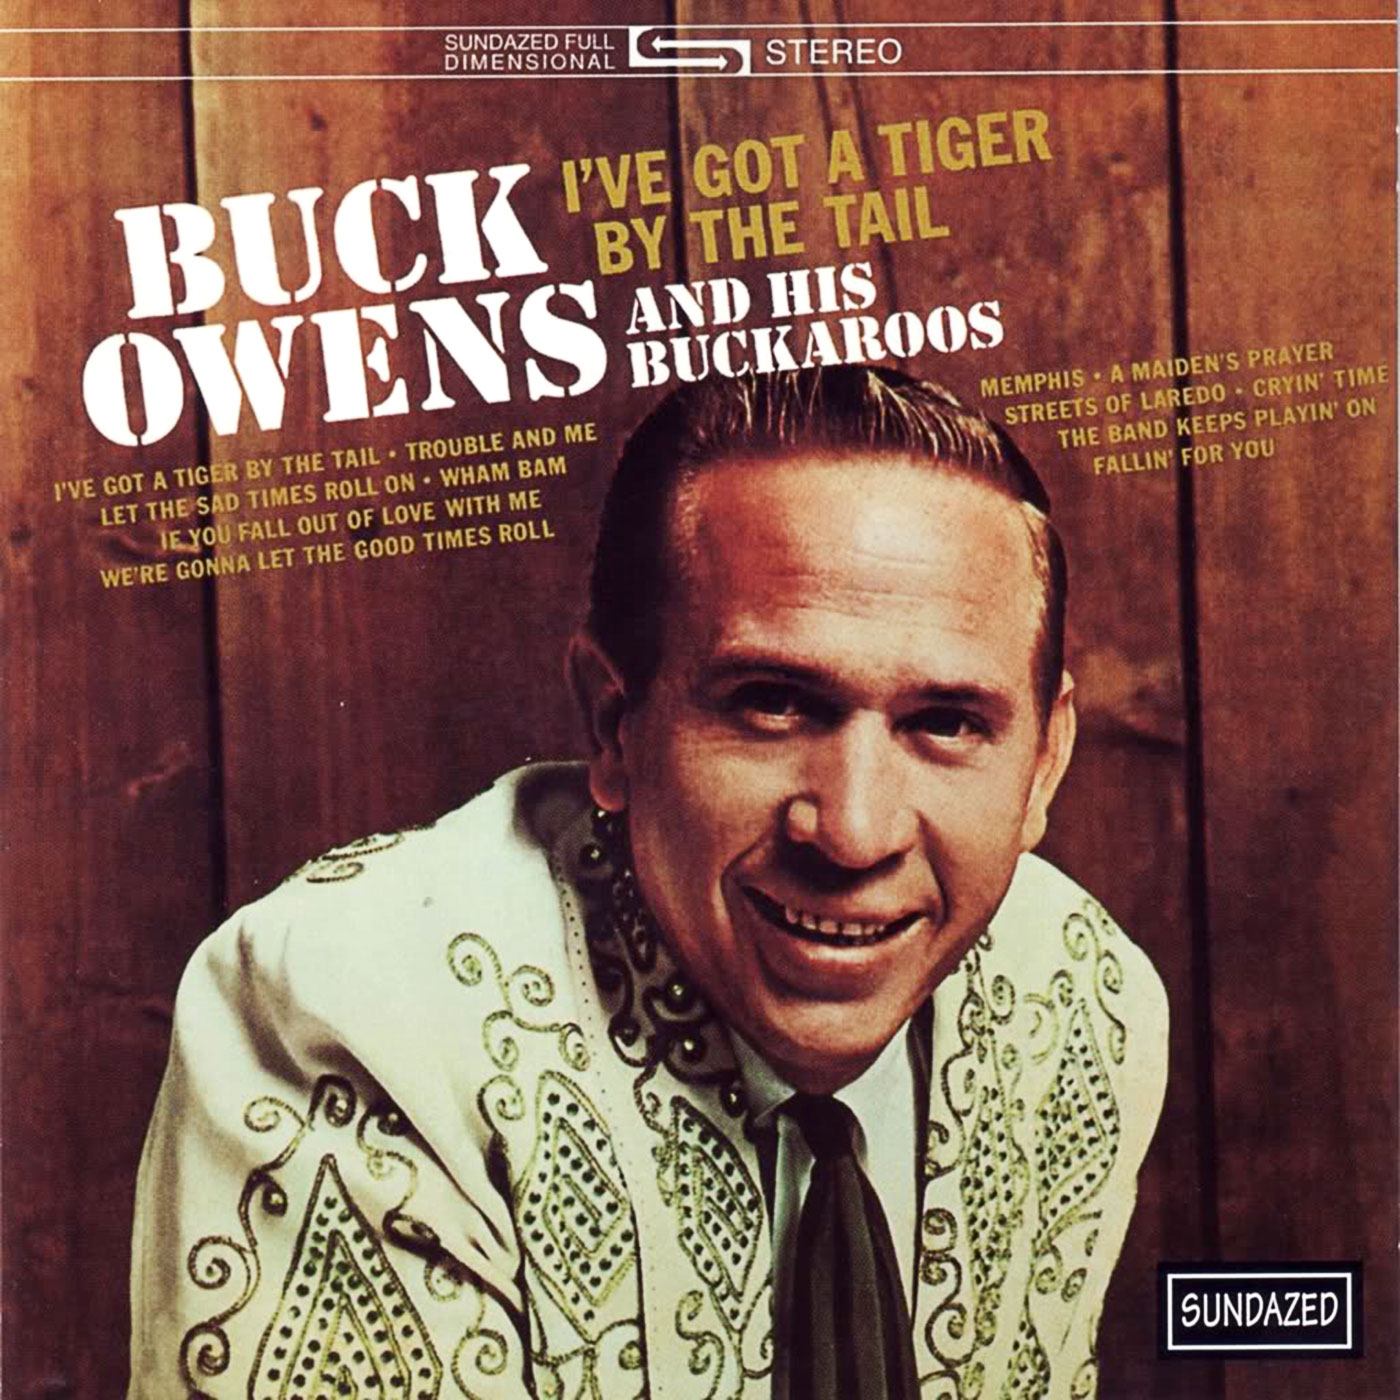 SUNDAZED FULL
DIMENSIONAL
STEREO
I'VE GOT A TIGER
BY THE TAIL
BUCK
OWENS
AND HIS
BUCKAROOS
I'VE GOT A TIGER BY THE TAIL • TROUBLE AND ME
LET THE SAD TIMES ROLL ON • WHAM BAM
IF YOU FALL OUT OF LOVE WITH ME
WE'RE GONNA LET THE GOOD TIMES ROLL
MEMPHIS • A MAIDEN'S PRAYER
STREETS OF LAREDO • CRYIN' TIME
THE BAND KEEPS PLAYIN' ON
FALLIN' FOR YOU
SUNDAZED